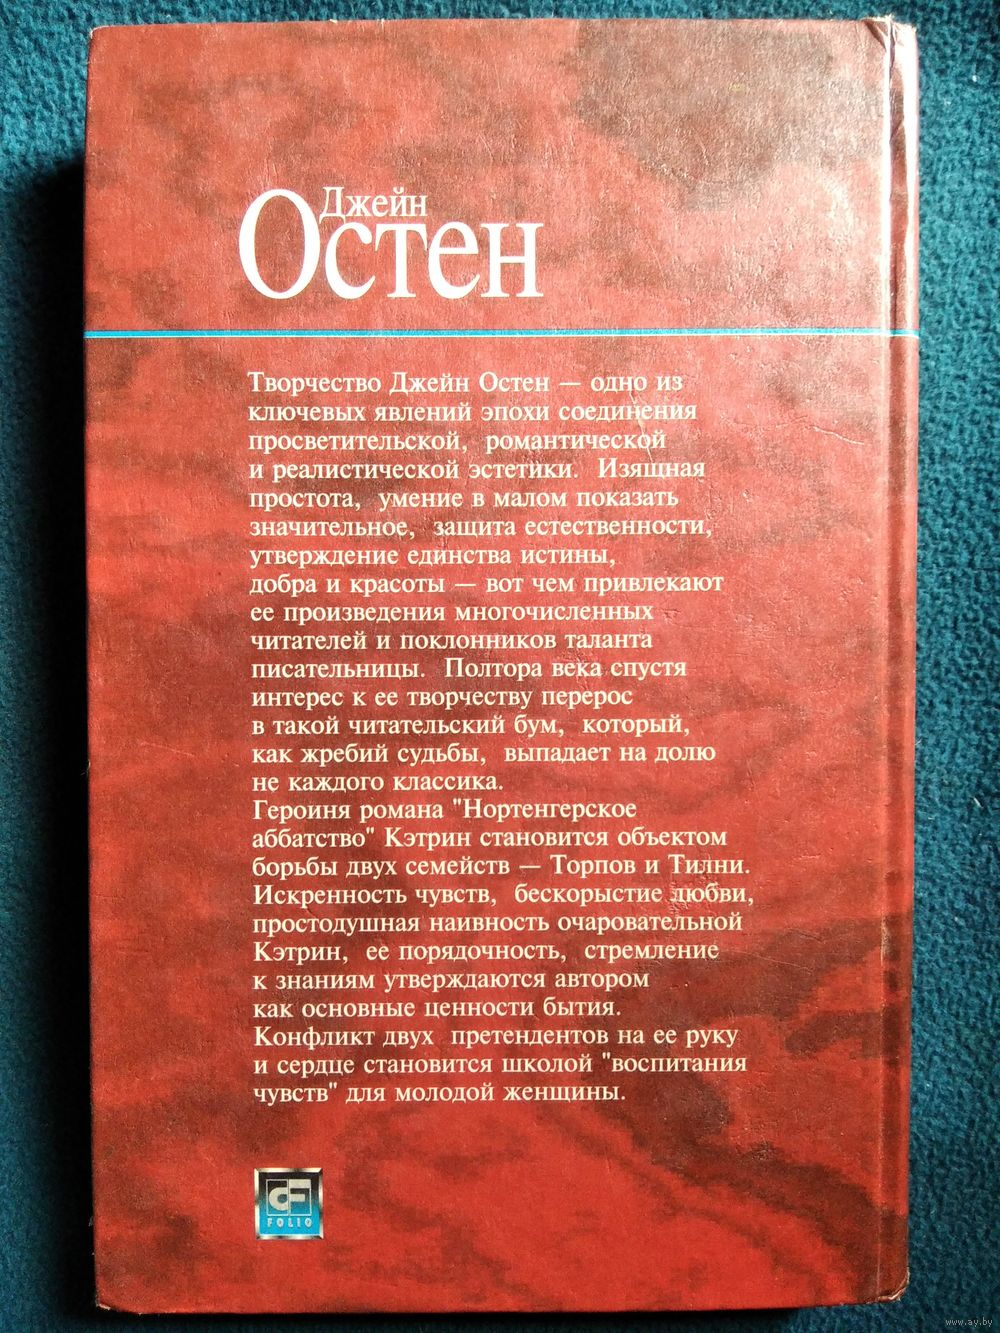 Джейн
Остен
Творчество Джейн Остен — одно из
ключевых явлений эпохи соединения
просветительской, романтической
и реалистической эстетики. Изящная
простота, умение в малом показать
значительное, защита естественности,
утверждение единства истины,
добра и красоты — вот чем привлекают
ее произведения многочисленных
читателей и поклонников таланта
писательницы. Полтора века спустя
интерес к ее творчеству перерос
в такой читательский бум, который,
как жребий судьбы, выпадает на долю
не каждого классика.
Героиня романа "Нортенгерское
аббатство" Кэтрин становится объектом
борьбы двух семейств — Торпов и Тилни.
Искренность чувств, бескорыстие любви,
простодушная наивность очаровательной
Кэтрин, ее порядочность, стремление
к знаниям утверждаются автором
как основные ценности бытия.
Конфликт двух претендентов на ее руку
и сердце становится школой "воспитания
чувств" для молодой женщины.
CF
FOLIO
www.ay.by